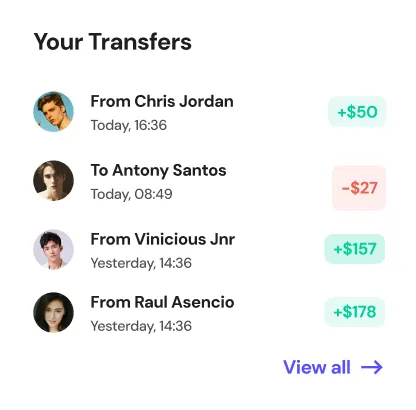 Your Transfers
From Chris Jordan
Today, 16:36
+$50
To Antony Santos
Today, 08:49
-$27
From Vinicious Jnr
Yesterday, 14:36
+$157
From Raul Asencio
Yesterday, 14:36
+$178
View all →